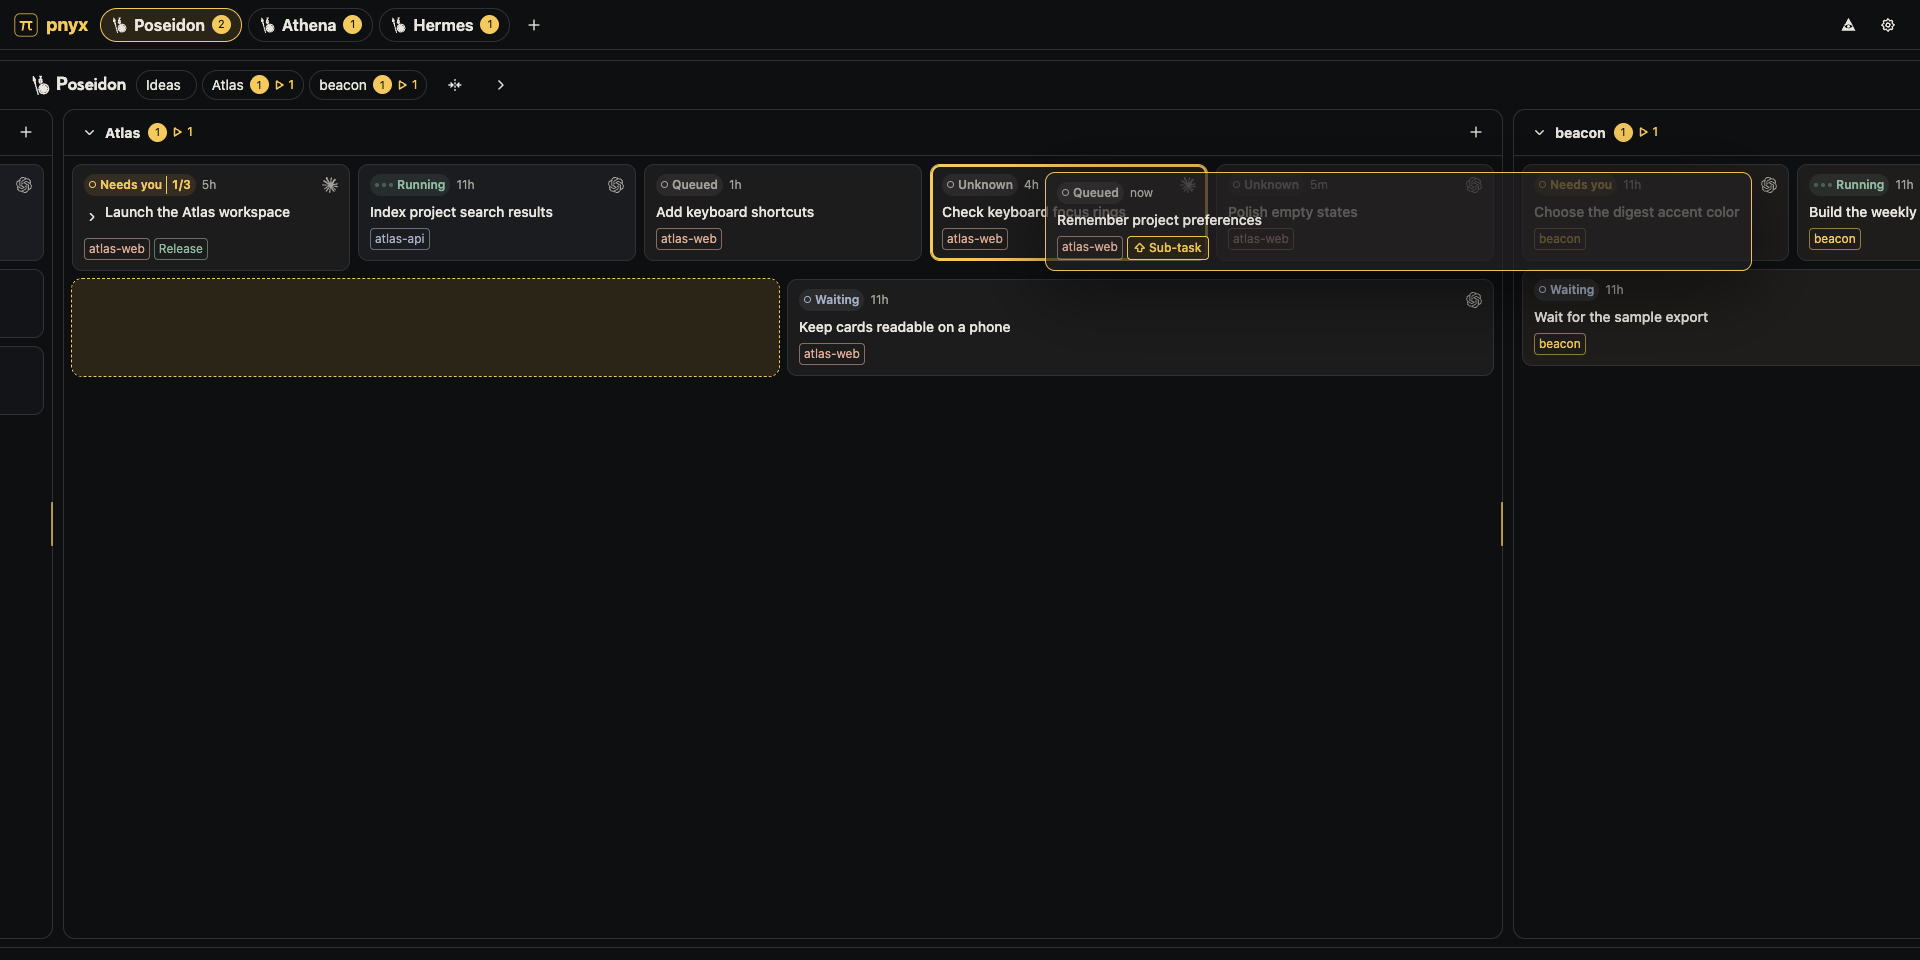 π pnyx Poseidon 2 Athena 1 Hermes 1 +
Poseidon Ideas Atlas 1 1 beacon 1 1
Atlas 1 1
Needs you 1/3 5h
Launch the Atlas workspace
atlas-web Release
Running 11h
Index project search results
atlas-api
Queued 1h
Add keyboard shortcuts
atlas-web
Unknown 4h
Check keyboard focus rings
atlas-web
Queued now
Remember project preferences
atlas-web Sub-task
Unknown 5m
Polish empty states
atlas-web
Waiting 11h
Keep cards readable on a phone
atlas-web
beacon 1 1
Needs you 11h
Choose the digest accent color
beacon
Running 11h
Build the weekly
beacon
Waiting 11h
Wait for the sample export
beacon